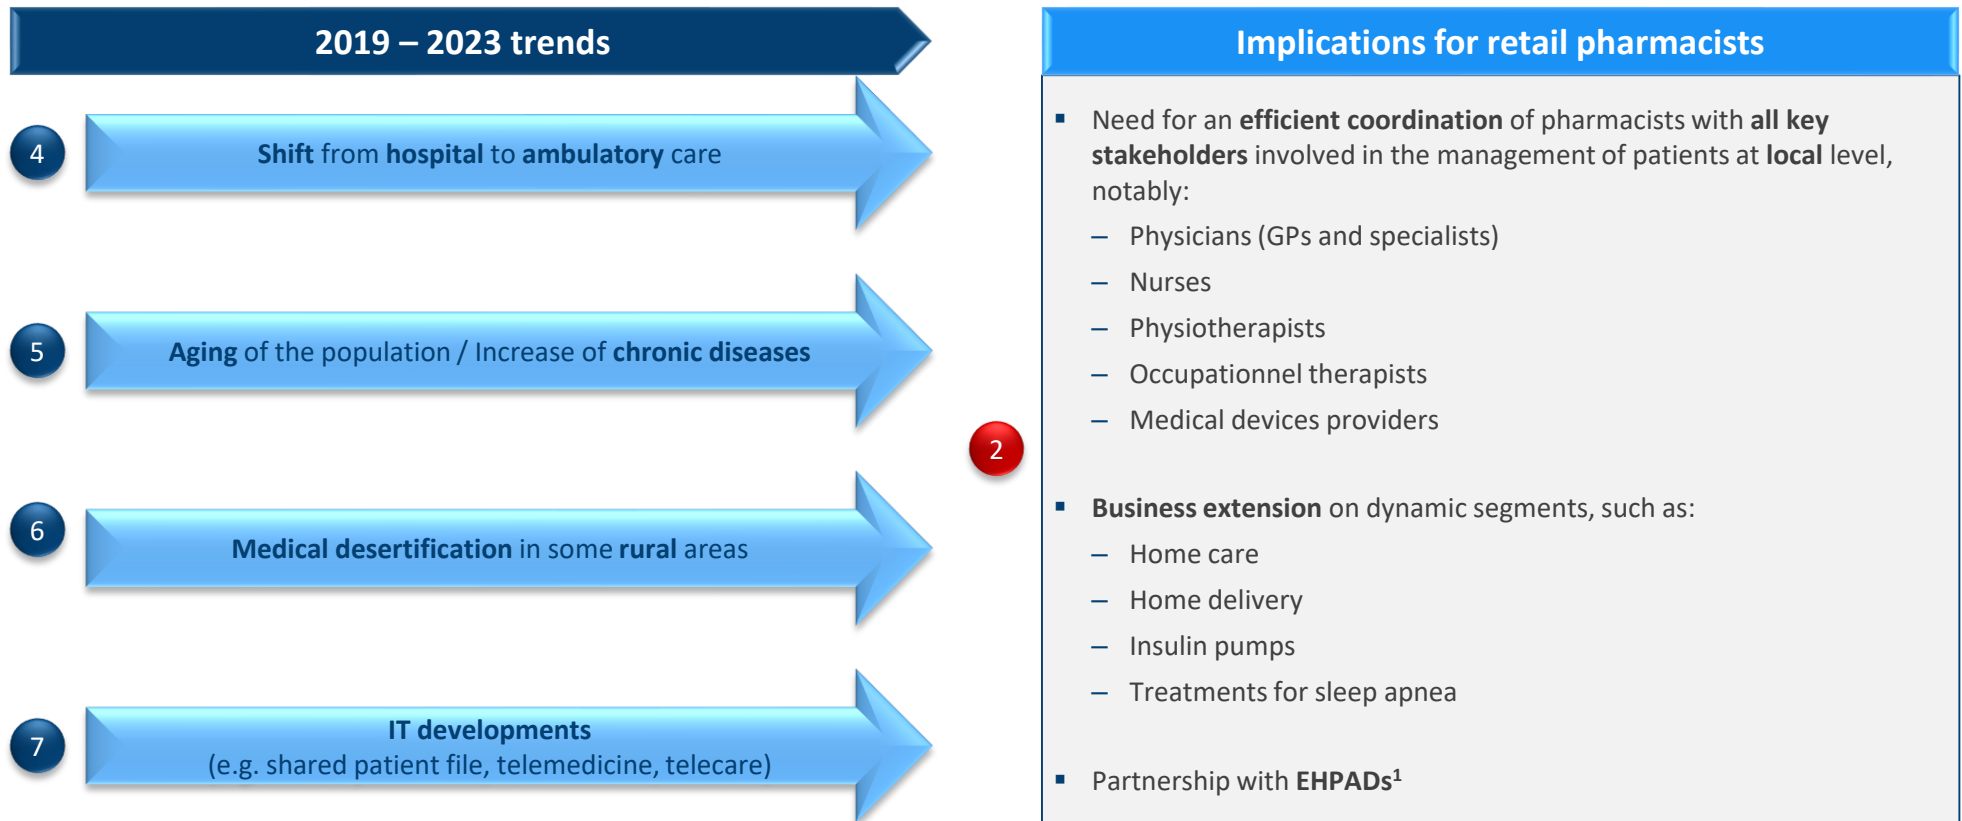 2019 – 2023 trends
4
Shift from hospital to ambulatory care
5
Aging of the population / Increase of chronic diseases
6
Medical desertification in some rural areas
7
IT developments
(e.g. shared patient file, telemedicine, telecare)
2
Implications for retail pharmacists
▪ Need for an efficient coordination of pharmacists with all key
stakeholders involved in the management of patients at local level,
notably:
– Physicians (GPs and specialists)
– Nurses
– Physiotherapists
– Occupationnel therapists
– Medical devices providers
▪ Business extension on dynamic segments, such as:
– Home care
– Home delivery
– Insulin pumps
– Treatments for sleep apnea
▪ Partnership with EHPADs¹